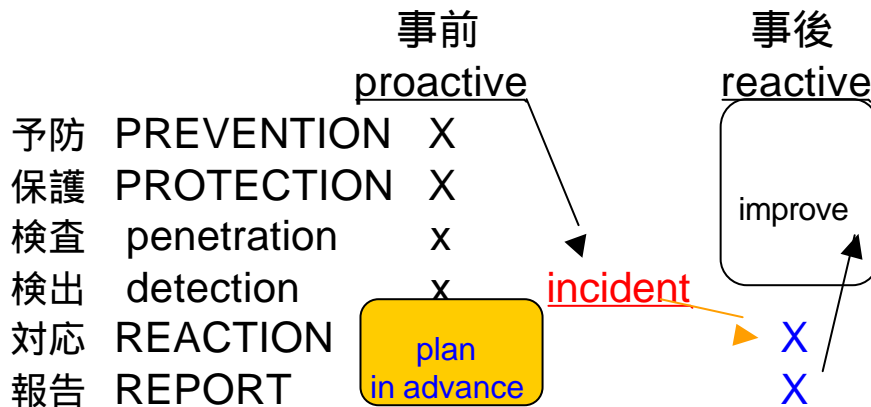 事前 事後
proactive reactive
予防 PREVENTION X
保護 PROTECTION X
improve
検査 penetration x
検出 detection x incident
対応 REACTION plan X
報告 REPORT in advance X